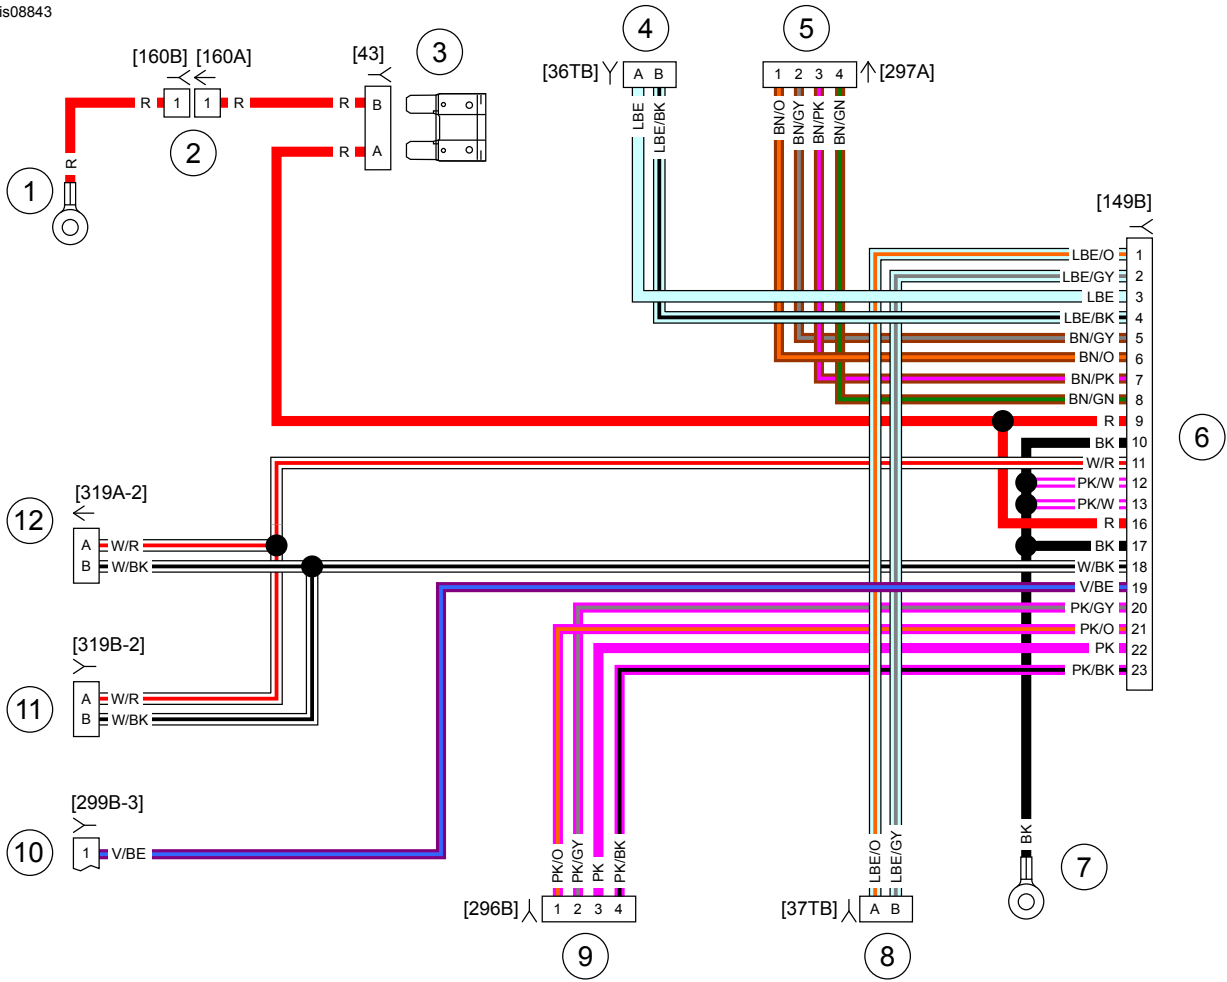 is08843
[160B]
[160A]
[43]
3
4
5
[36TB]
A B
1 2 3 4
[297A]
R
1
1
R
R
B
2
R
A
R
1
LBE
LBE/BK
BN/O
BN/GY
BN/PK
BN/GN
[149B]
LBE/O 1
LBE/GY 2
LBE 3
LBE/BK 4
BN/GY 5
BN/O 6
BN/PK 7
BN/GN 8
R 9
BK 10
W/R 11
PK/W 12
PK/W 13
R 16
BK 17
W/BK 18
V/BE 19
PK/GY 20
PK/O 21
PK 22
PK/BK 23
6
12
[319A-2]
A W/R
B W/BK
11
[319B-2]
A W/R
B W/BK
10
[299B-3]
1 V/BE
PK/O
PK/GY
PK
PK/BK
[296B]
1 2 3 4
9
LBE/O
LBE/GY
[37TB]
A B
8
BK
7